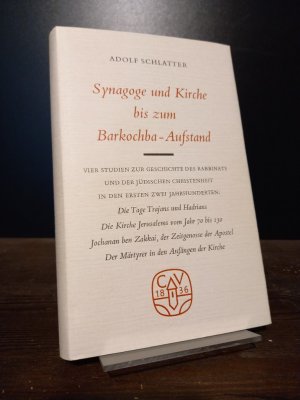 ADOLF SCHLATTER
Synagoge und Kirche
bis zum
Barkochba-Aufstand
VIER STUDIEN ZUR GESCHICHTE DES RABBINATS
UND DER JÜDISCHEN CHRISTENHEIT
IN DEN ERSTEN ZWEI JAHRHUNDERTEN:
Die Tage Trajans und Hadrians
Die Kirche Jerusalems vom Jahr 70 bis 130
Jochanan ben Zakkai, der Zeitgenosse der Apostel
Der Märtyrer in den Anfängen der Kirche
CVA
1836